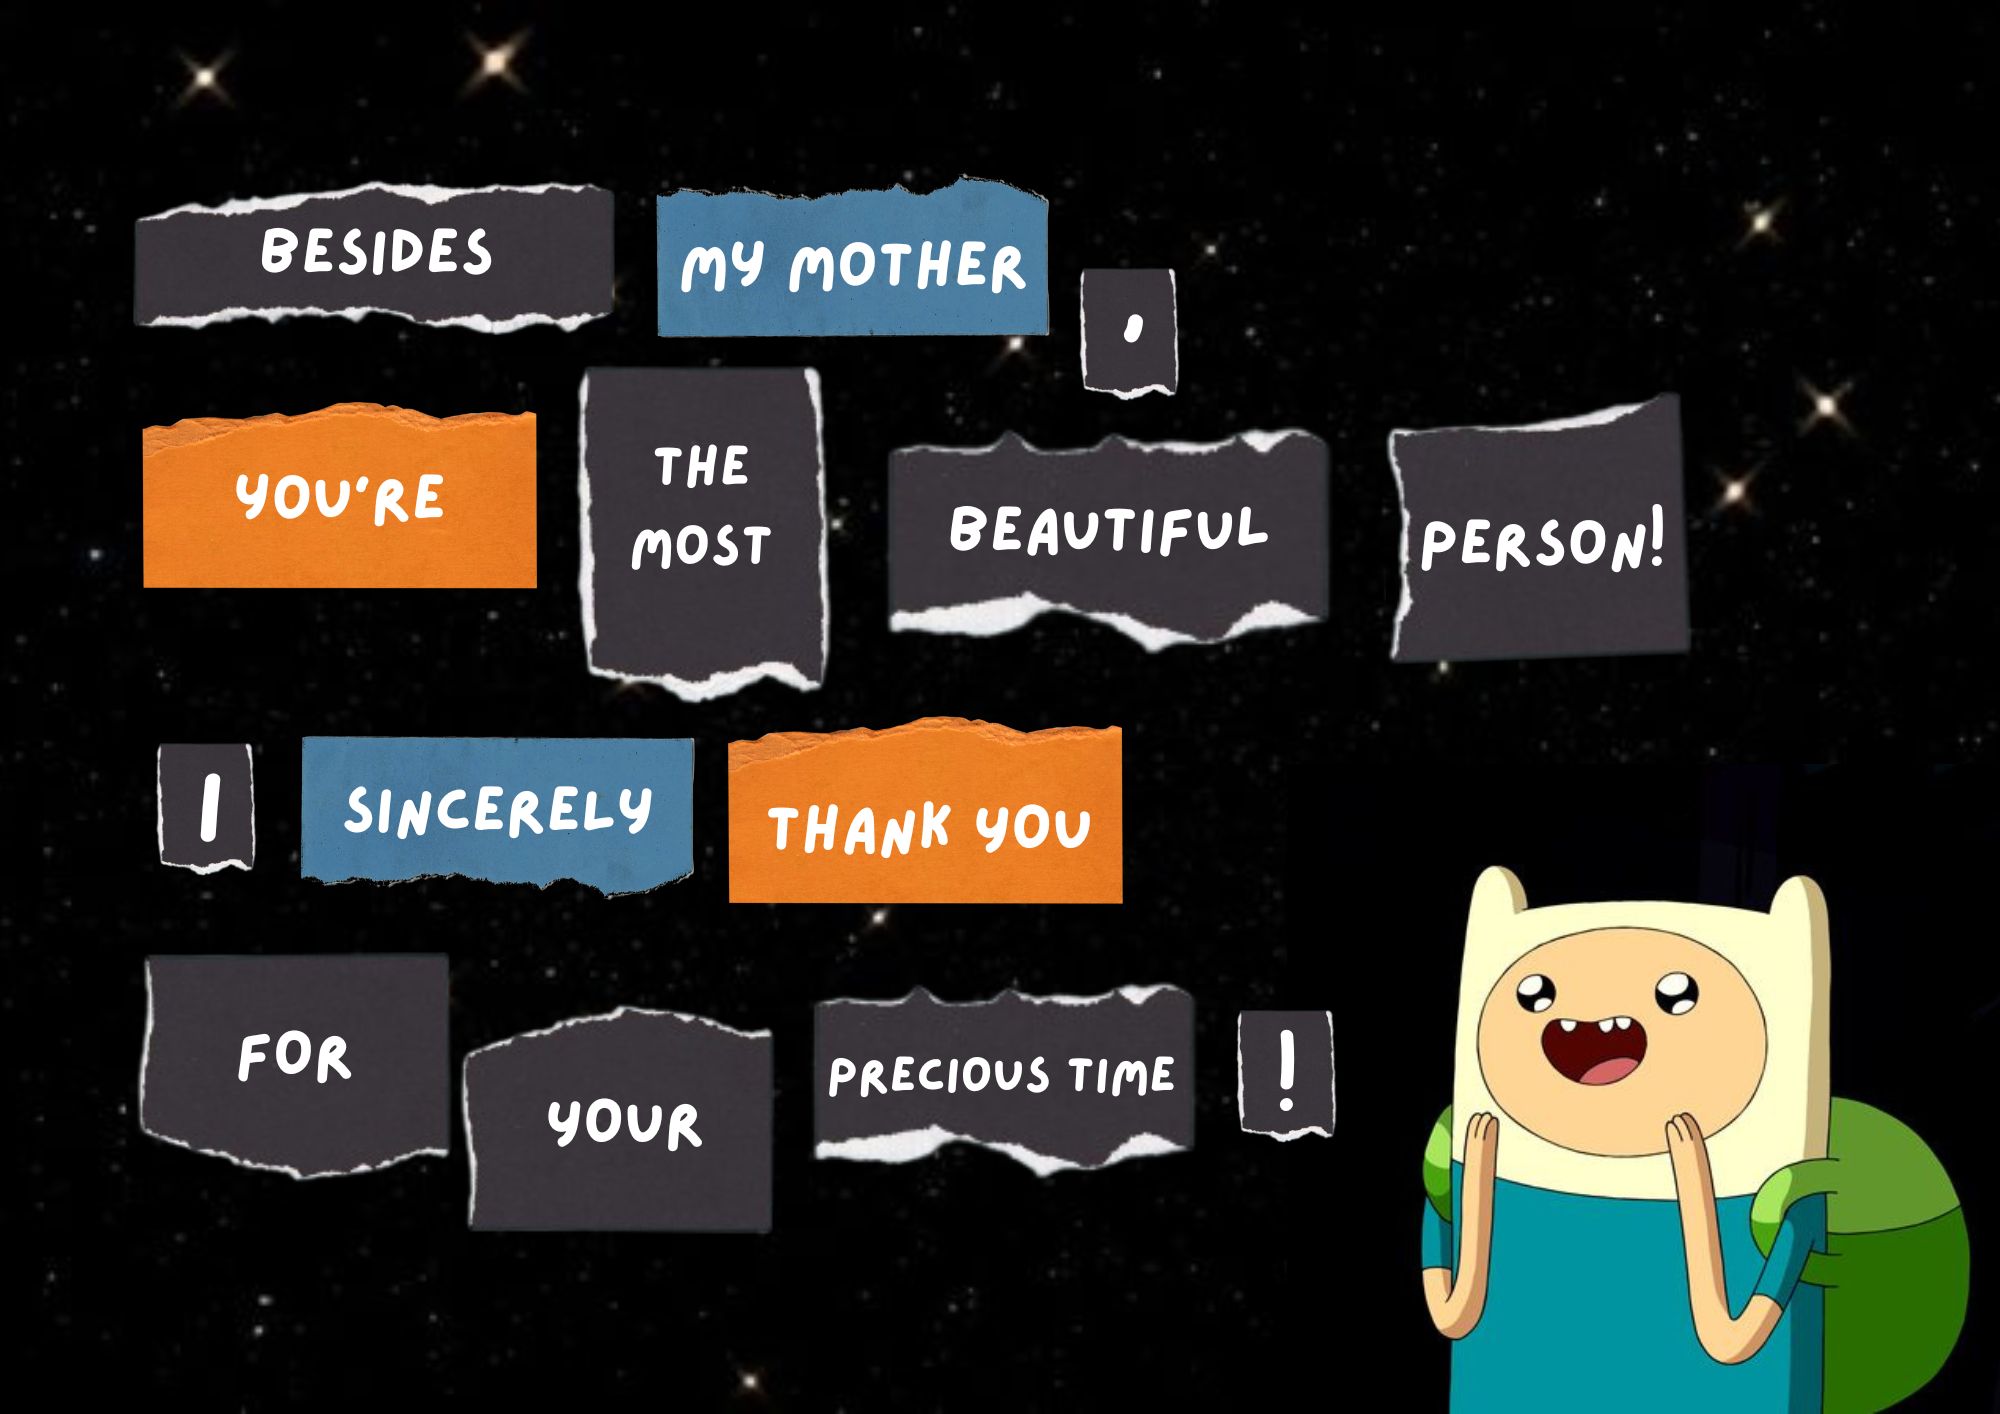 BESIDES MY MOTHER ,
YOU'RE THE MOST BEAUTIFUL PERSON!
I SINCERELY THANK YOU
FOR YOUR PRECIOUS TIME !